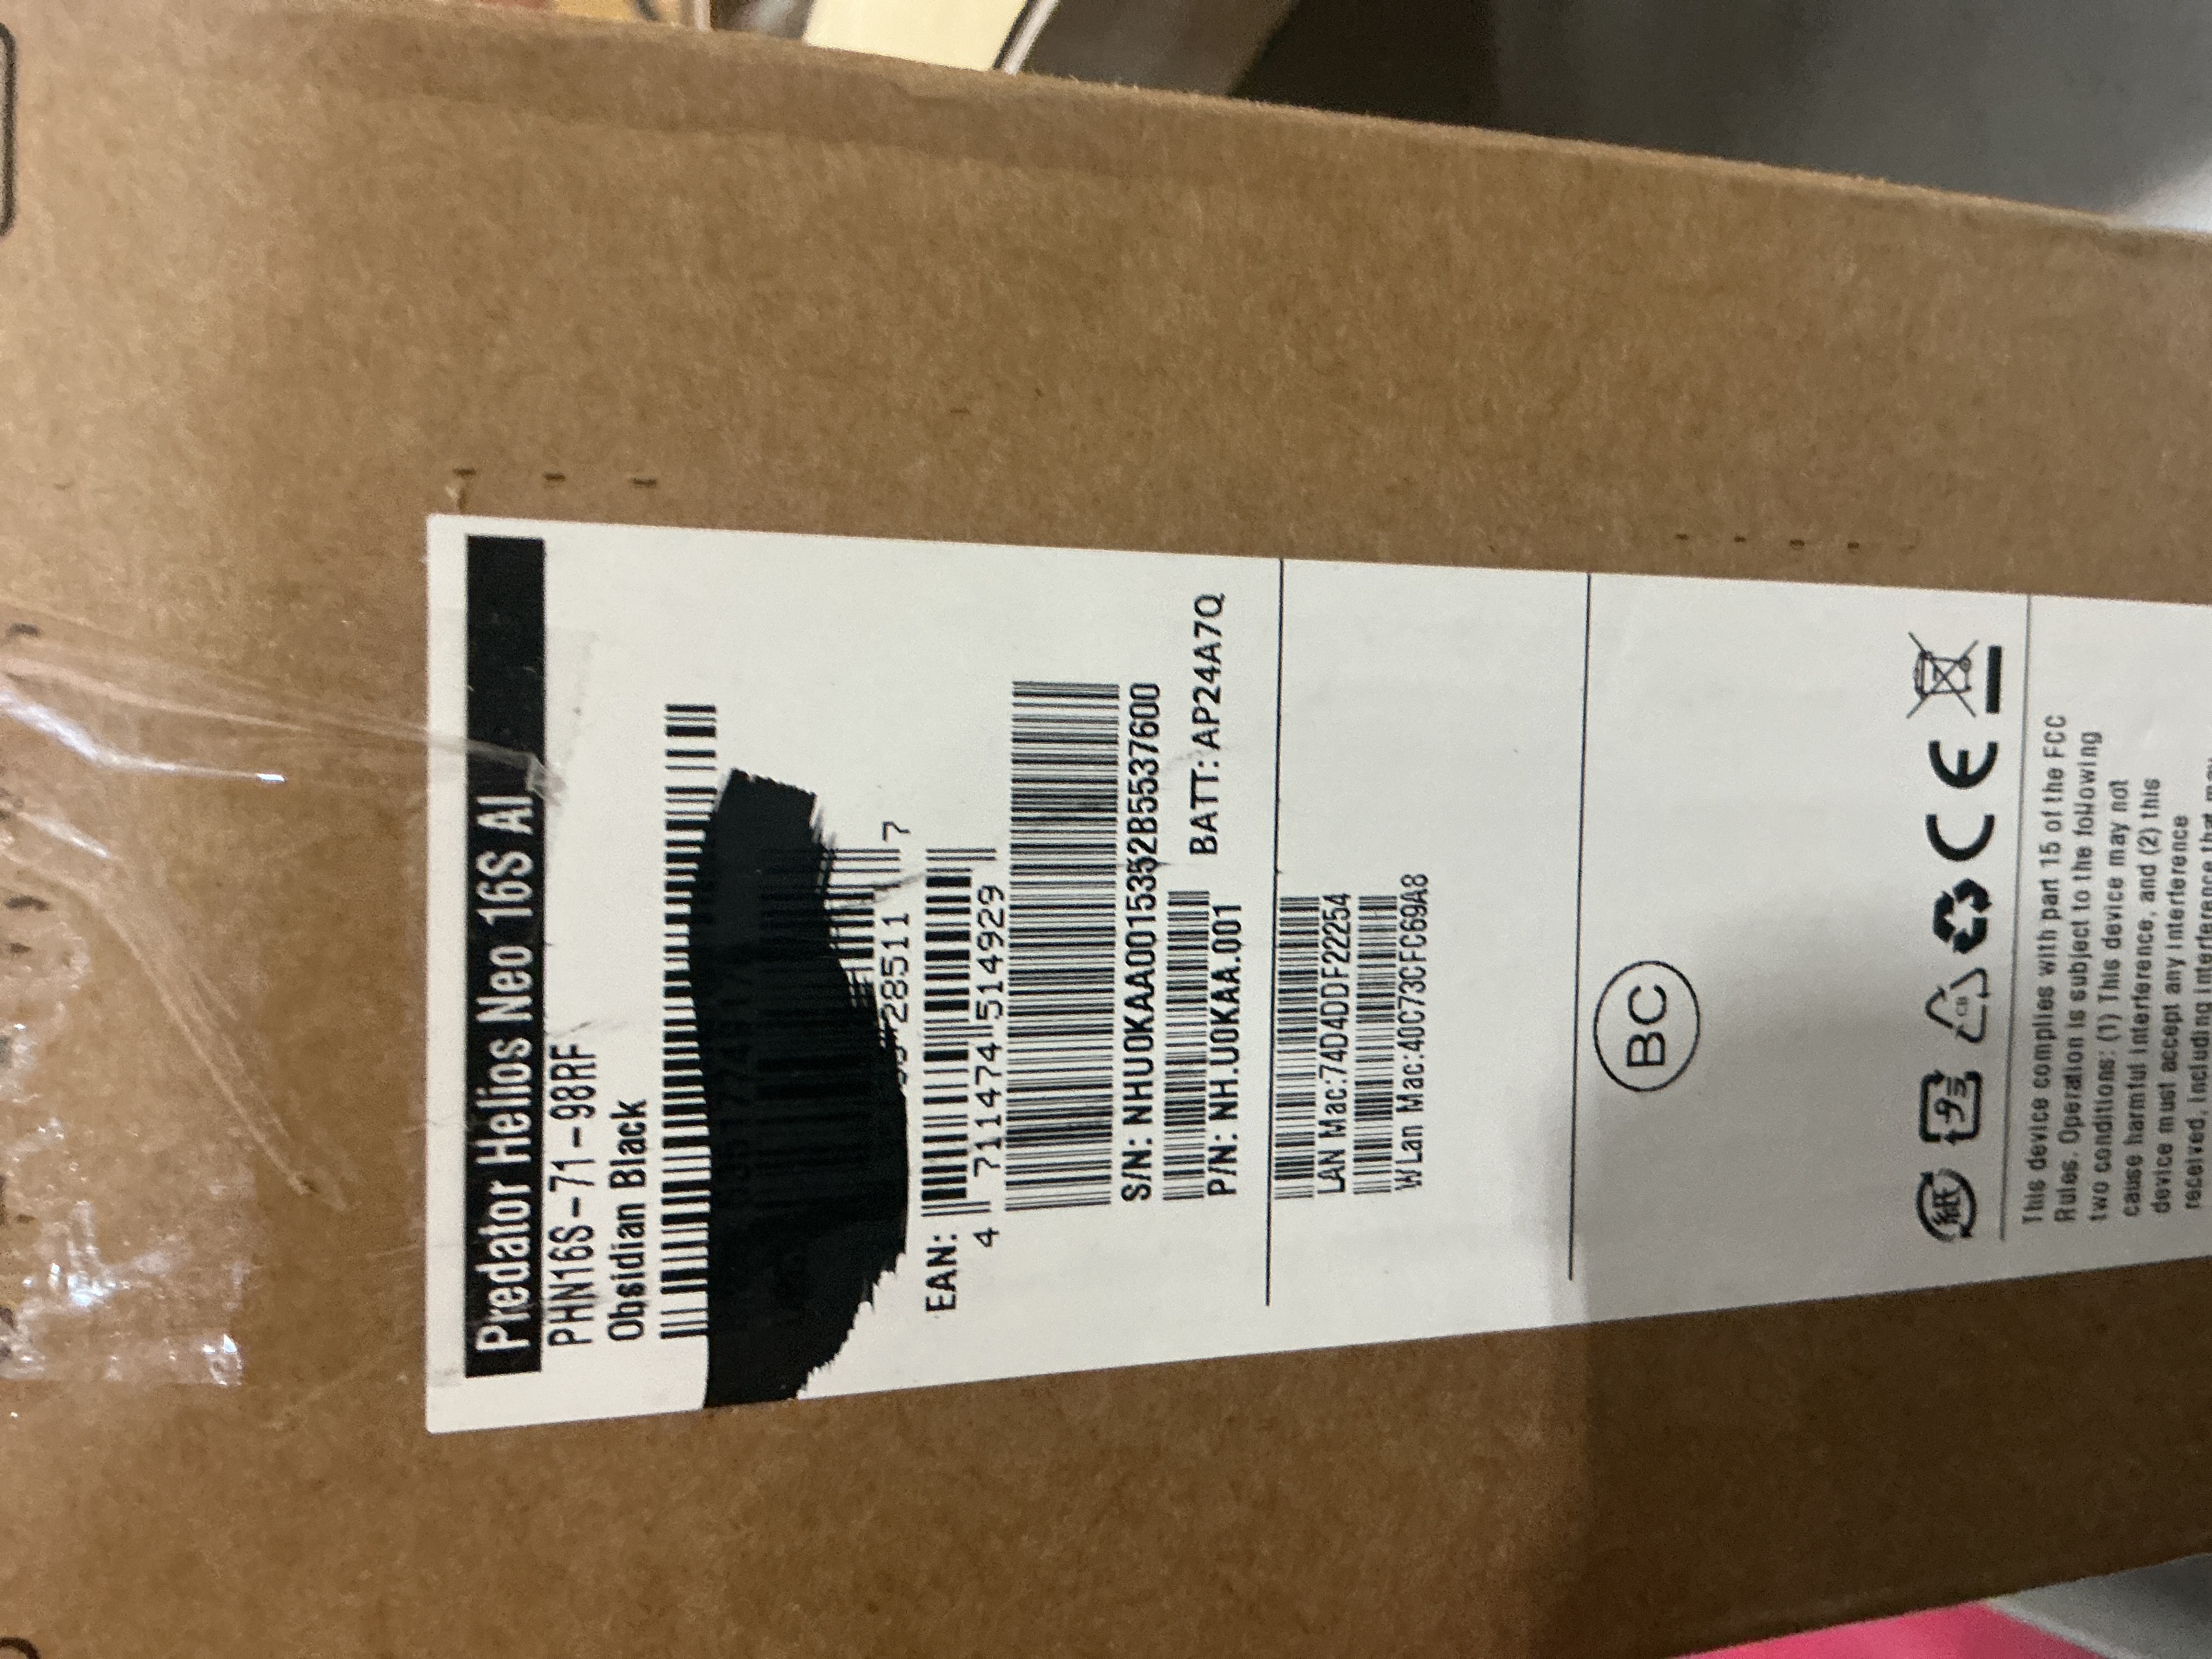 Predator Helios Neo 16S AI
PHN16S-71-98RF
Obsidian Black
28511 7
EAN:
4 711474 514929
S/N: NHU0KAA0015352B5537600
P/N: NH.U0KAA.001 BATT: AP24A7Q
LAN Mac:74D4DDF22254
W Lan Mac:40C73CFC69A8
BC
紙
CE
This device complies with part 15 of the FCC
Rules. Operation is subject to the following
two conditions: (1) This device may not
cause harmful interference, and (2) this
device must accept any interference
received, including interference that may